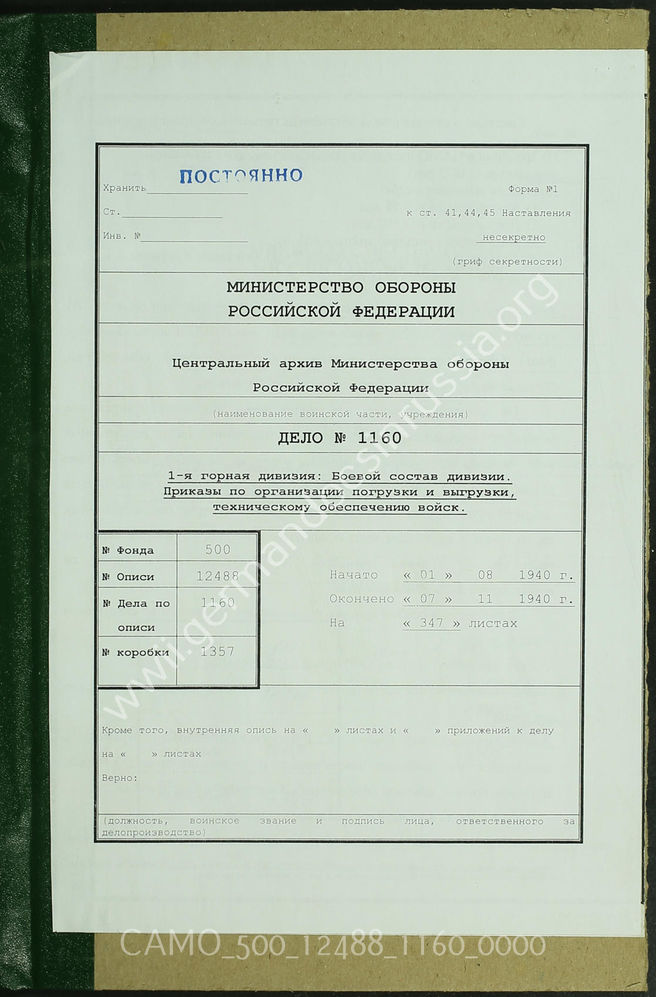 ПОСТОЯННО
Хранить
Форма №1
Ст.
к ст. 41,44,45 Наставления
Инв. №
несекретно
(гриф секретности)
МИНИСТЕРСТВО ОБОРОНЫ
РОССИЙСКОЙ ФЕДЕРАЦИИ
Центральный архив Министерства обороны
Российской Федерации
(наименование воинской части, учреждения)
ДЕЛО № 1160
1-я горная дивизия: Боевой состав дивизии.
Приказы по организации погрузки и выгрузки,
техническому обеспечению войск.
№ Фонда 500
№ Описи 12488
№ Дела по описи 1160
№ коробки 1357
Начато « 01 » 08 1940 г.
Окончено « 07 » 11 1940 г.
На « 347 » листах
Кроме того, внутренняя опись на « » листах и « » приложений к делу
на « » листах
Верно:
(должность, воинское звание и подпись лица, ответственного за
делопроизводство)
www.germandocsinrussia.org
CAMO_500_12488_1160_0000